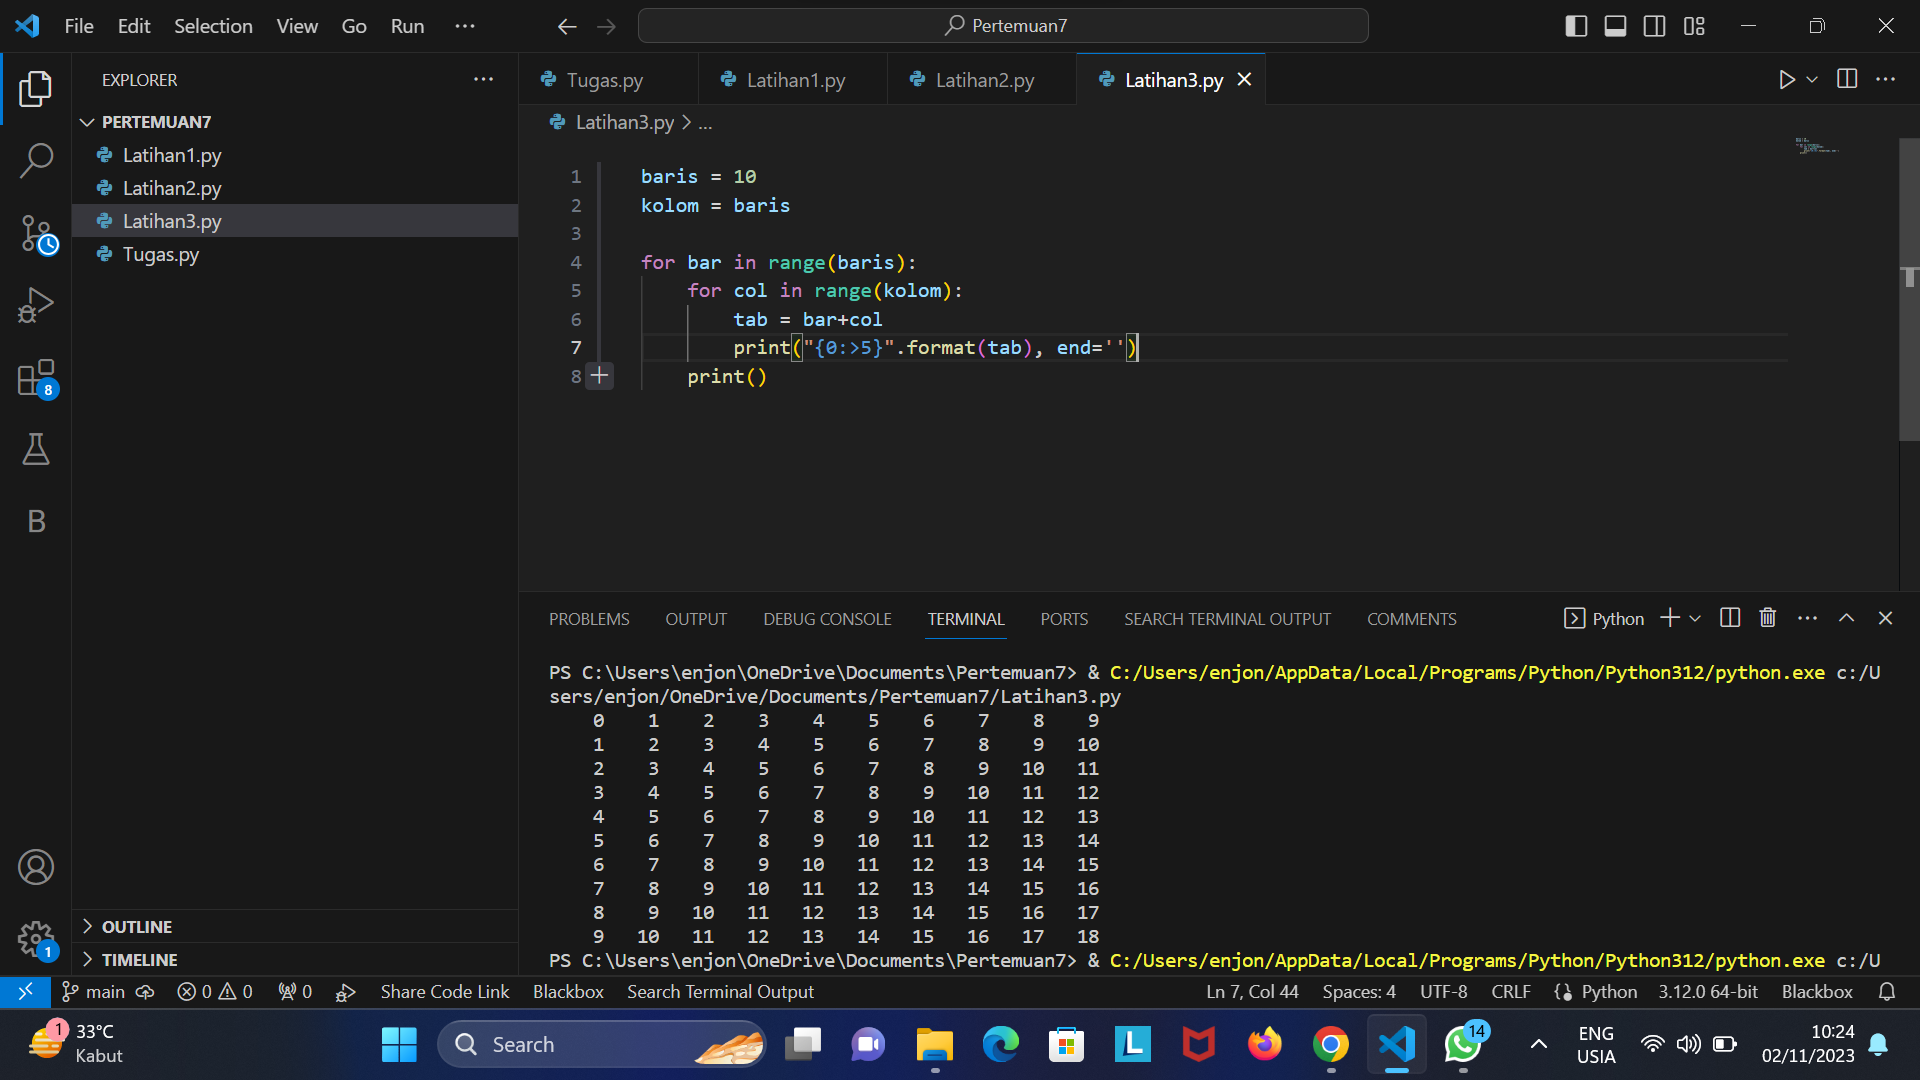 File Edit Selection View Go Run ···
Pertemuan7
EXPLORER
PERTEMUAN7
Latihan1.py
Latihan2.py
Latihan3.py
Tugas.py
OUTLINE
TIMELINE
Tugas.py Latihan1.py Latihan2.py Latihan3.py
Latihan3.py > ...
1 baris = 10
2 kolom = baris
3
4 for bar in range(baris):
5 for col in range(kolom):
6 tab = bar+col
7 print("{0:>5}".format(tab), end='')
8 print()
PROBLEMS OUTPUT DEBUG CONSOLE TERMINAL PORTS SEARCH TERMINAL OUTPUT COMMENTS Python
PS C:\Users\enjon\OneDrive\Documents\Pertemuan7> & C:/Users/enjon/AppData/Local/Programs/Python/Python312/python.exe c:/U
sers/enjon/OneDrive/Documents/Pertemuan7/Latihan3.py
0 1 2 3 4 5 6 7 8 9
1 2 3 4 5 6 7 8 9 10
2 3 4 5 6 7 8 9 10 11
3 4 5 6 7 8 9 10 11 12
4 5 6 7 8 9 10 11 12 13
5 6 7 8 9 10 11 12 13 14
6 7 8 9 10 11 12 13 14 15
7 8 9 10 11 12 13 14 15 16
8 9 10 11 12 13 14 15 16 17
9 10 11 12 13 14 15 16 17 18
PS C:\Users\enjon\OneDrive\Documents\Pertemuan7> & C:/Users/enjon/AppData/Local/Programs/Python/Python312/python.exe c:/U
8
B
1
main 0 0 0 Share Code Link Blackbox Search Terminal Output Ln 7, Col 44 Spaces: 4 UTF-8 CRLF Python 3.12.0 64-bit Blackbox
1 33°C
Kabut
Search
L
14
ENG
USIA
10:24
02/11/2023